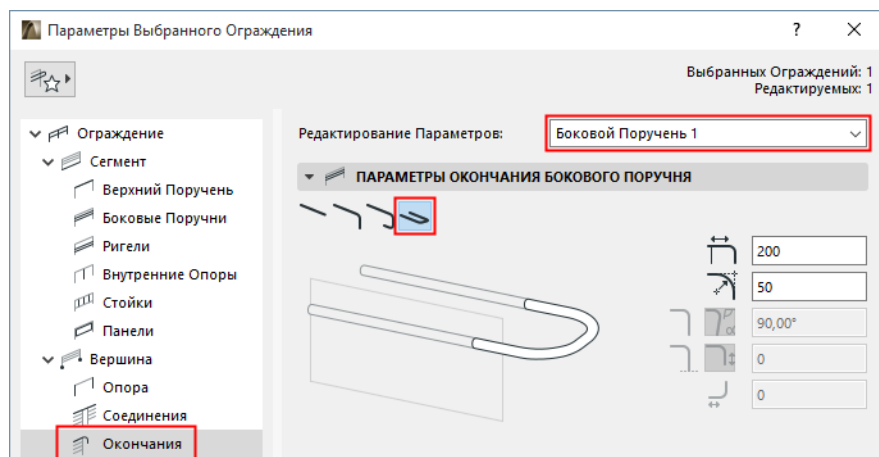 Параметры Выбранного Ограждения ?
Выбранных Ограждений: 1
Редактируемых: 1
Ограждение
Сегмент
Верхний Поручень
Боковые Поручни
Ригели
Внутренние Опоры
Стойки
Панели
Вершина
Опора
Соединения
Окончания
Редактирование Параметров: Боковой Поручень 1
ПАРАМЕТРЫ ОКОНЧАНИЯ БОКОВОГО ПОРУЧНЯ
200
50
α 90,00°
0
0